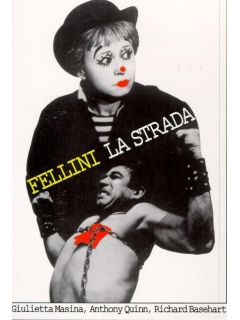 FELLINI LA STRADA
Giulietta Masina, Anthony Quinn, Richard Basehart